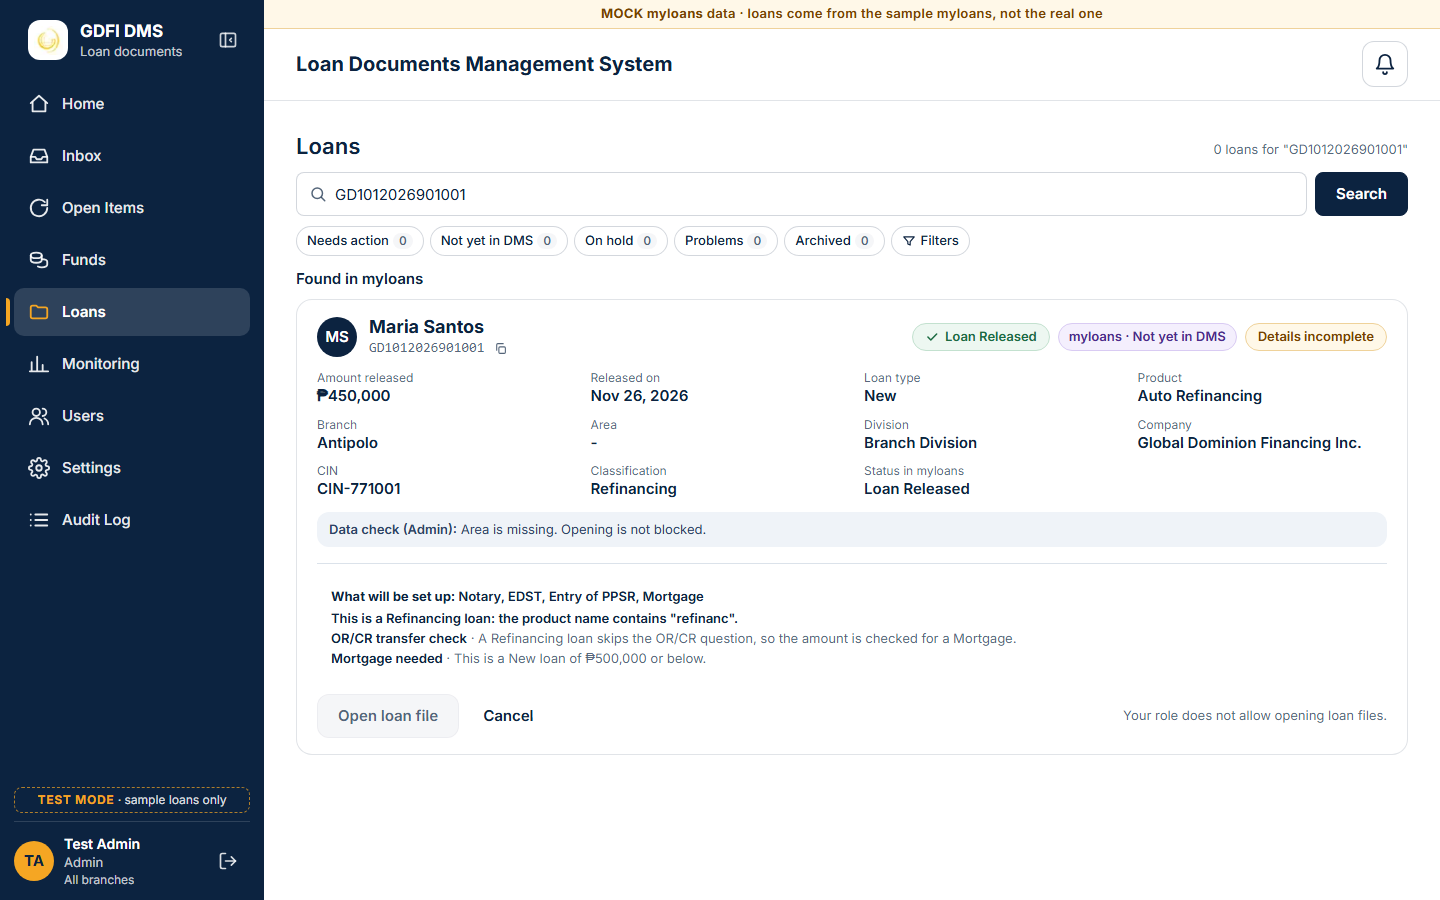 GDFI DMS
Loan documents
Home
Inbox
Open Items
Funds
Loans
Monitoring
Users
Settings
Audit Log
TEST MODE · sample loans only
TA
Test Admin
Admin
All branches
MOCK myloans data · loans come from the sample myloans, not the real one
Loan Documents Management System
Loans
0 loans for "GD1012026901001"
GD1012026901001
Search
Needs action 0
Not yet in DMS 0
On hold 0
Problems 0
Archived 0
Filters
Found in myloans
MS
Maria Santos
GD1012026901001
Loan Released
myloans · Not yet in DMS
Details incomplete
Amount released
₱450,000
Released on
Nov 26, 2026
Loan type
New
Product
Auto Refinancing
Branch
Antipolo
Area
-
Division
Branch Division
Company
Global Dominion Financing Inc.
CIN
CIN-771001
Classification
Refinancing
Status in myloans
Loan Released
Data check (Admin): Area is missing. Opening is not blocked.
What will be set up: Notary, EDST, Entry of PPSR, Mortgage
This is a Refinancing loan: the product name contains "refinanc".
OR/CR transfer check · A Refinancing loan skips the OR/CR question, so the amount is checked for a Mortgage.
Mortgage needed · This is a New loan of ₱500,000 or below.
Open loan file
Cancel
Your role does not allow opening loan files.